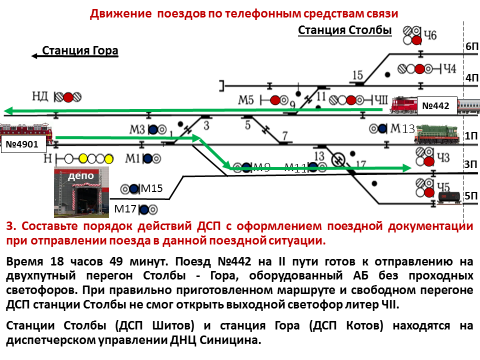 Движение поездов по телефонным средствам связи
Станция Столбы
Станция Гора
Ч6
6П
15
Ч4
4П
НД
М5
9
11
ЧII
№442
№4901
М3
1
3
5
7
М13
1П
Н
М1
М9
М11
13
17
Ч3
3П
депо
М15
М17
Ч5
5П
3. Составьте порядок действий ДСП с оформлением поездной документации
при отправлении поезда в данной поездной ситуации.
Время 18 часов 49 минут. Поезд №442 на II пути готов к отправлению на
двухпутный перегон Столбы - Гора, оборудованный АБ без проходных
светофоров. При правильно приготовленном маршруте и свободном перегоне
ДСП станции Столбы не смог открыть выходной светофор литер ЧII.
Станции Столбы (ДСП Шитов) и станция Гора (ДСП Котов) находятся на
диспетчерском управлении ДНЦ Синицина.